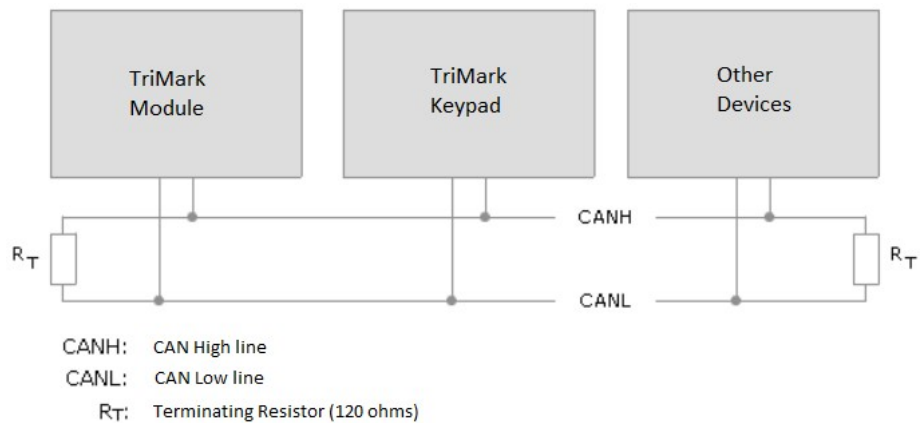 TriMark
Module
TriMark
Keypad
Other
Devices
CANH
RT
RT
CANL
CANH: CAN High line
CANL: CAN Low line
RT: Terminating Resistor (120 ohms)